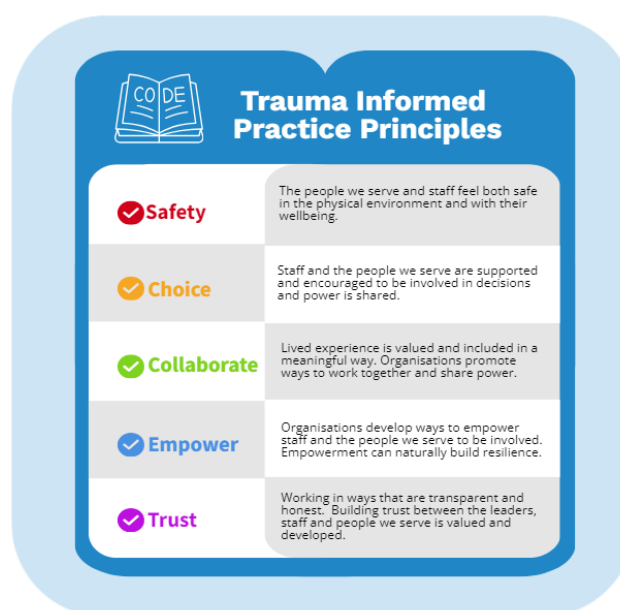 CODE
Trauma Informed
Practice Principles
Safety
The people we serve and staff feel both safe
in the physical environment and with their
wellbeing.
Choice
Staff and the people we serve are supported
and encouraged to be involved in decisions
and power is shared.
Collaborate
Lived experience is valued and included in a
meaningful way. Organisations promote
ways to work together and share power.
Empower
Organisations develop ways to empower
staff and the people we serve to be involved.
Empowerment can naturally build resilience.
Trust
Working in ways that are transparent and
honest.  Building trust between the leaders,
staff and people we serve is valued and
developed.